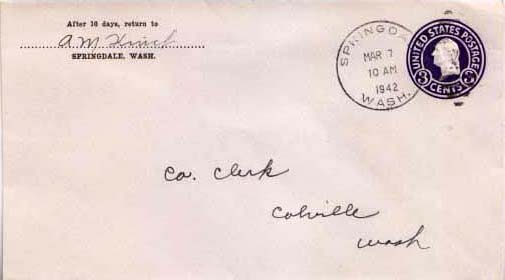 After 10 days, return to
A M
SPRINGDALE, WASH.
SPRINGD
MAR 7
10 AM
1942
WASH.
UNITED STATES POSTAGE
3 CENTS 3
Co. Clerk
Colville
Wash